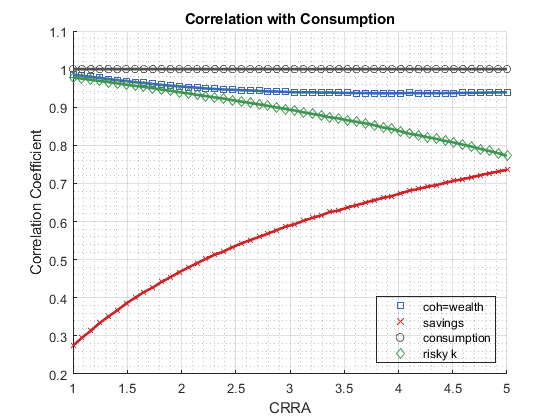 Correlation with Consumption
1.1
1
0.9
0.8
0.7
0.6
0.5
0.4
0.3
0.2
Correlation Coefficient
coh=wealth
savings
consumption
risky k
1 1.5 2 2.5 3 3.5 4 4.5 5
CRRA